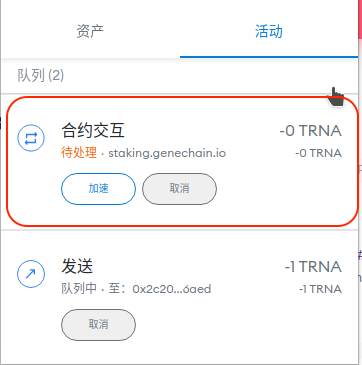 资产 活动
队列 (2)
合约交互 -0 TRNA
待处理 · staking.genechain.io -0 TRNA
加速 取消
发送 -1 TRNA
队列中 · 至：0x2c20...6aed -1 TRNA
取消